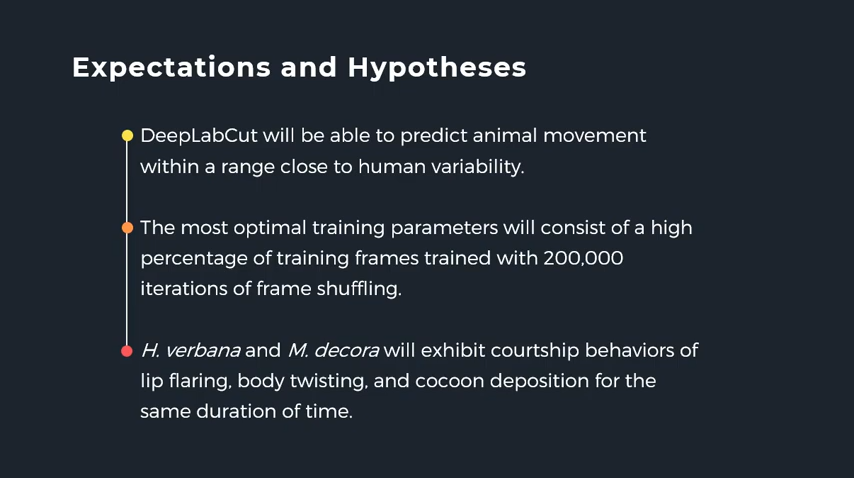 Expectations and Hypotheses
DeepLabCut will be able to predict animal movement
within a range close to human variability.
The most optimal training parameters will consist of a high
percentage of training frames trained with 200,000
iterations of frame shuffling.
H. verbana and M. decora will exhibit courtship behaviors of
lip flaring, body twisting, and cocoon deposition for the
same duration of time.